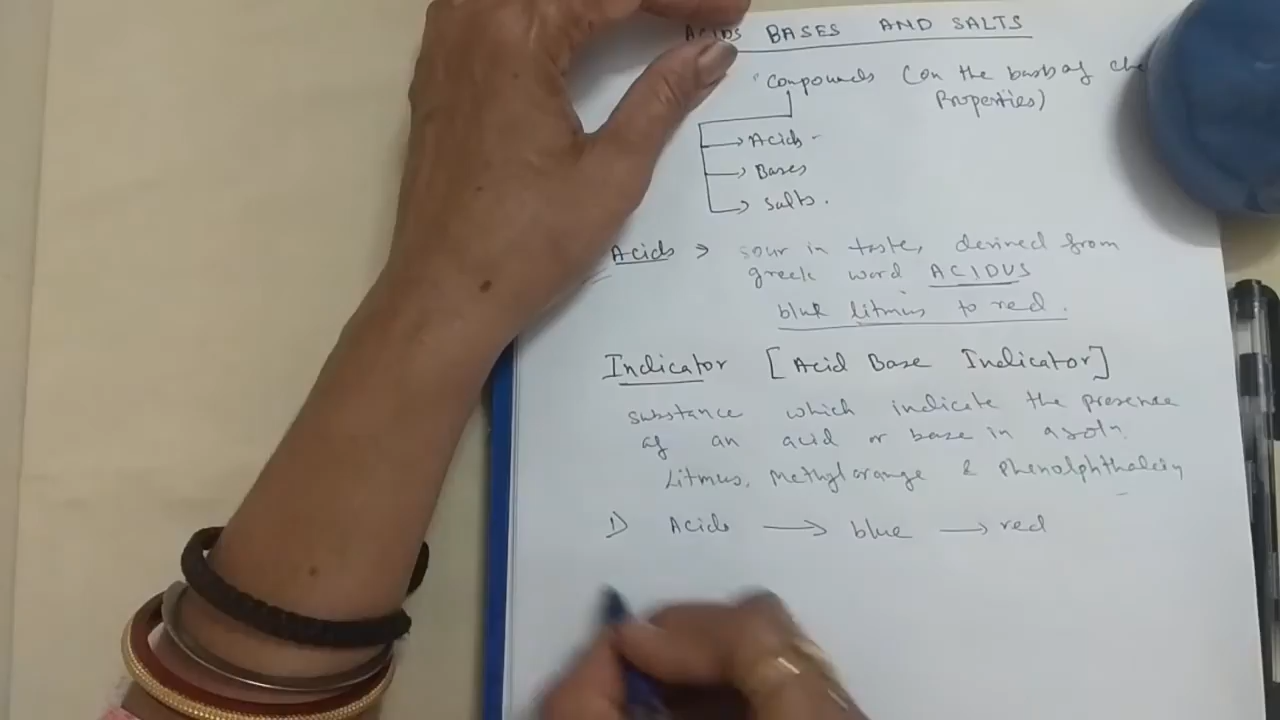 ACIDS BASES AND SALTS
Compounds (on the basis of che
Properties)
Acids -
Bases
Salts.
Acids → sour in taste, derived from
greek word ACIDUS
blue litmus to red.
Indicator [Acid Base Indicator]
substance which indicate the presence
of an acid or base in a soln.
Litmus, Methyl orange & Phenolphthalein
1) Acids → blue → red